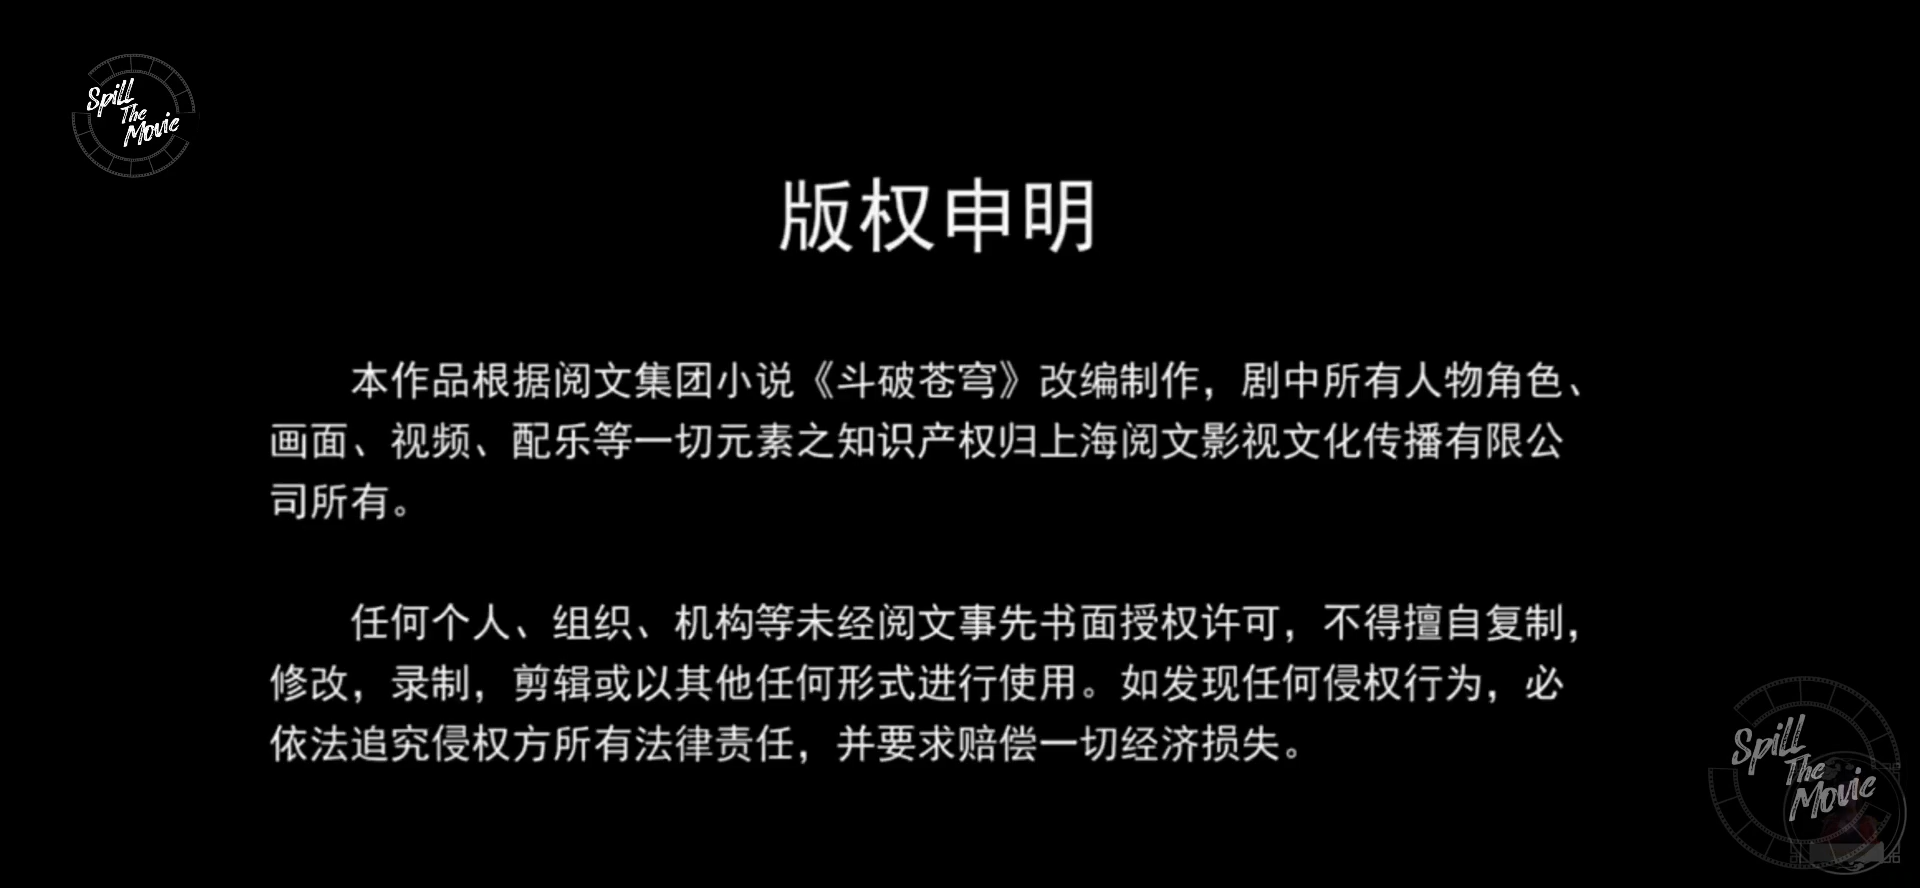 Spill
The
Movie
版权申明
本作品根据阅文集团小说《斗破苍穹》改编制作，剧中所有人物角色、
画面、视频、配乐等一切元素之知识产权归上海阅文影视文化传播有限公
司所有。
任何个人、组织、机构等未经阅文事先书面授权许可，不得擅自复制，
修改，录制，剪辑或以其他任何形式进行使用。如发现任何侵权行为，必
依法追究侵权方所有法律责任，并要求赔偿一切经济损失。
Spill
The
Movie